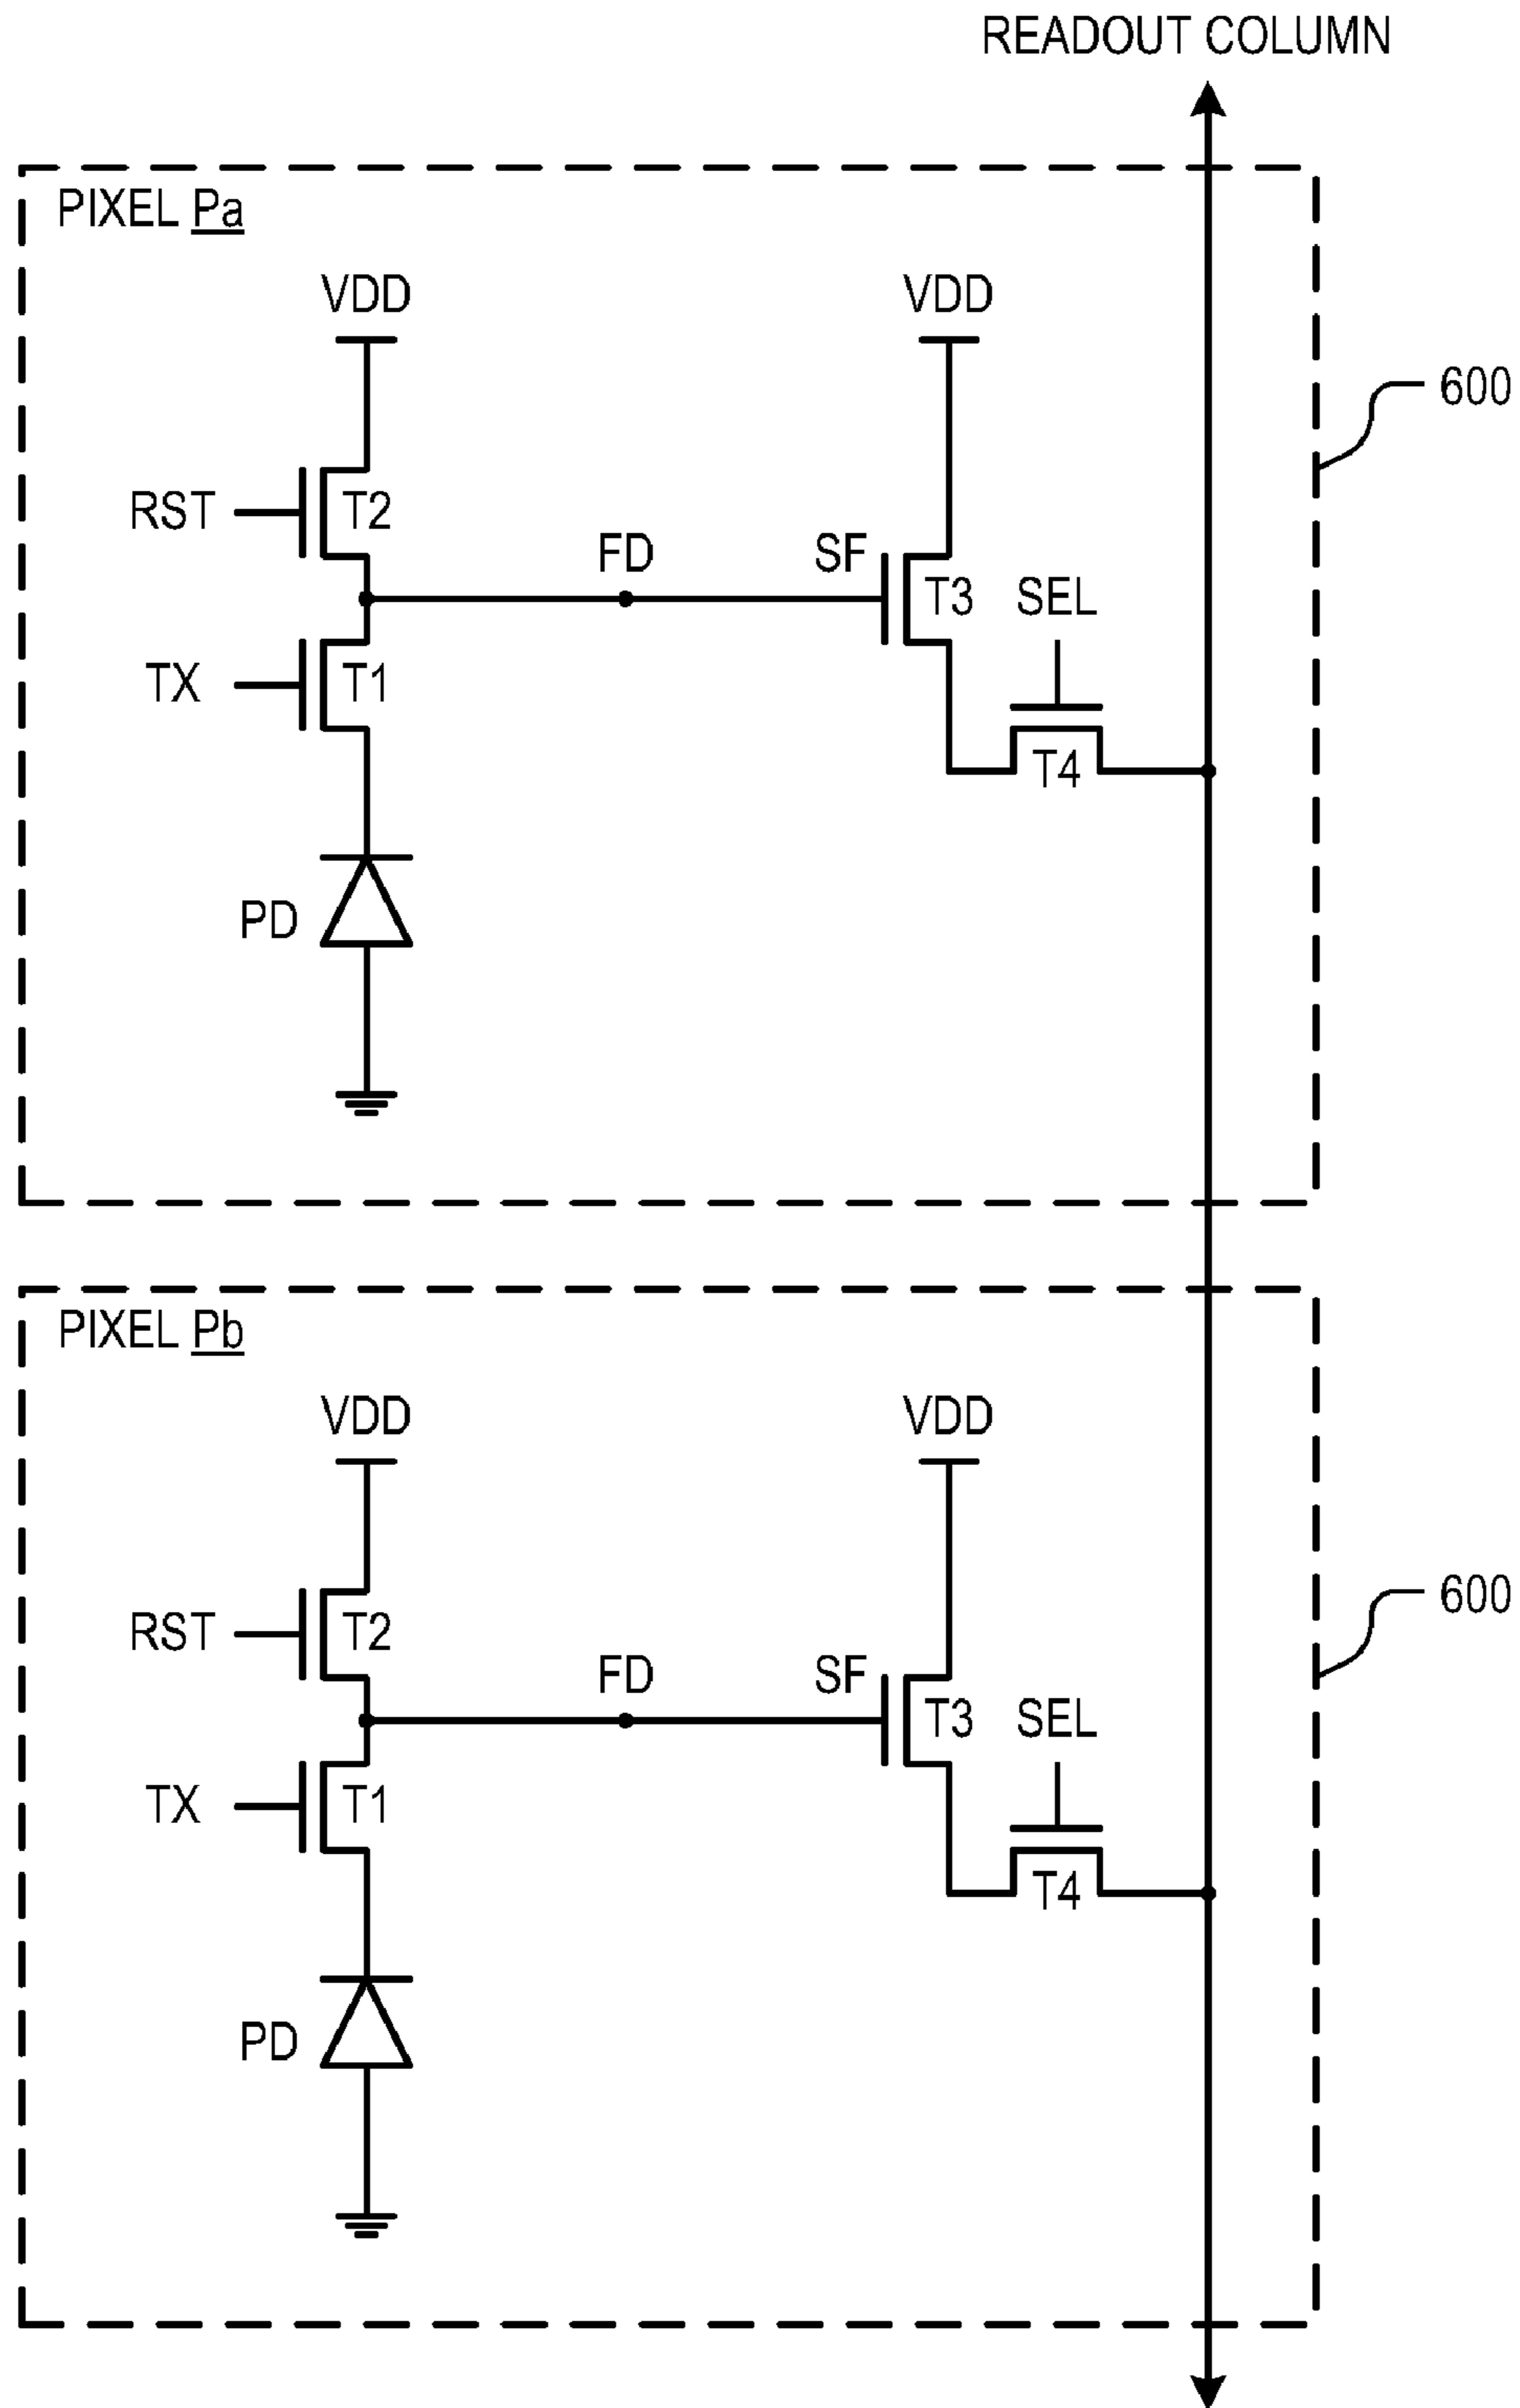 READOUT COLUMN
PIXEL Pa
VDD VDD
600
RST T2
FD SF T3 SEL
TX T1
T4
PD
PIXEL Pb
VDD VDD
600
RST T2
FD SF T3 SEL
TX T1
T4
PD